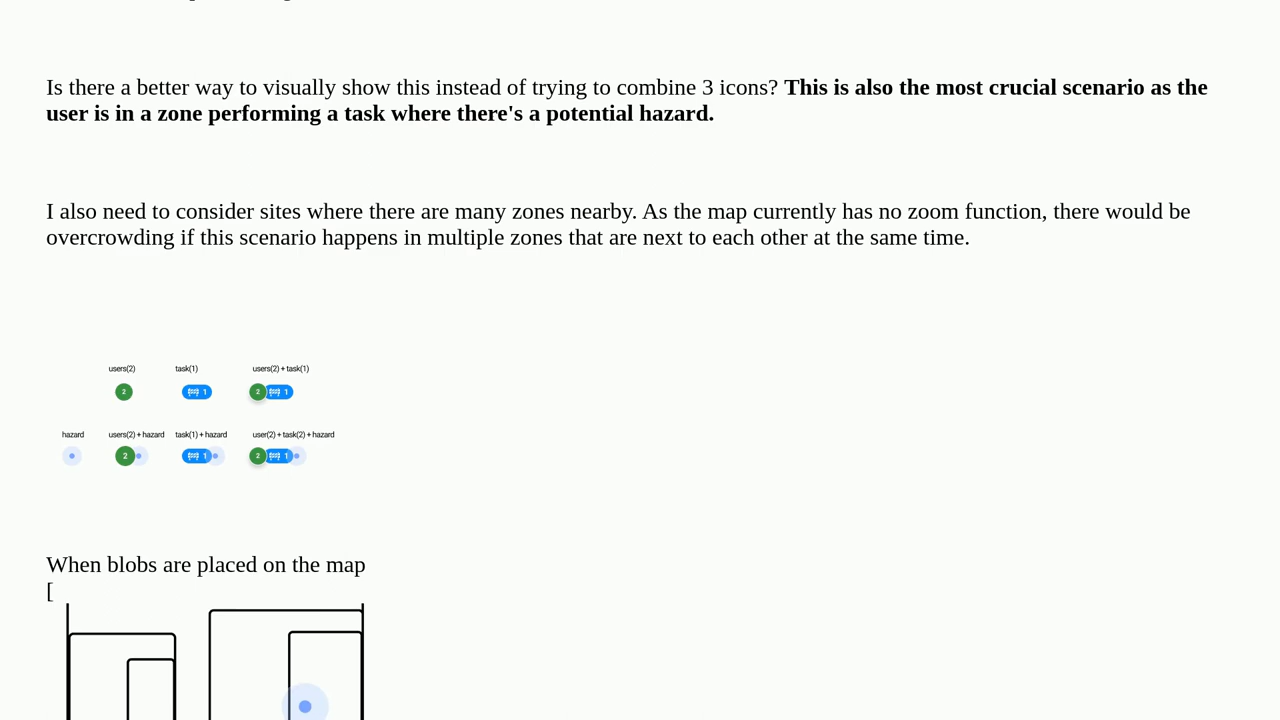 Is there a better way to visually show this instead of trying to combine 3 icons? This is also the most crucial scenario as the
user is in a zone performing a task where there's a potential hazard.
I also need to consider sites where there are many zones nearby. As the map currently has no zoom function, there would be
overcrowding if this scenario happens in multiple zones that are next to each other at the same time.
users(2) task(1) users(2) + task(1)
2 1 2 1
hazard users(2) + hazard task(1) + hazard user(2) + task(2) + hazard
2 1 2 1
When blobs are placed on the map
[